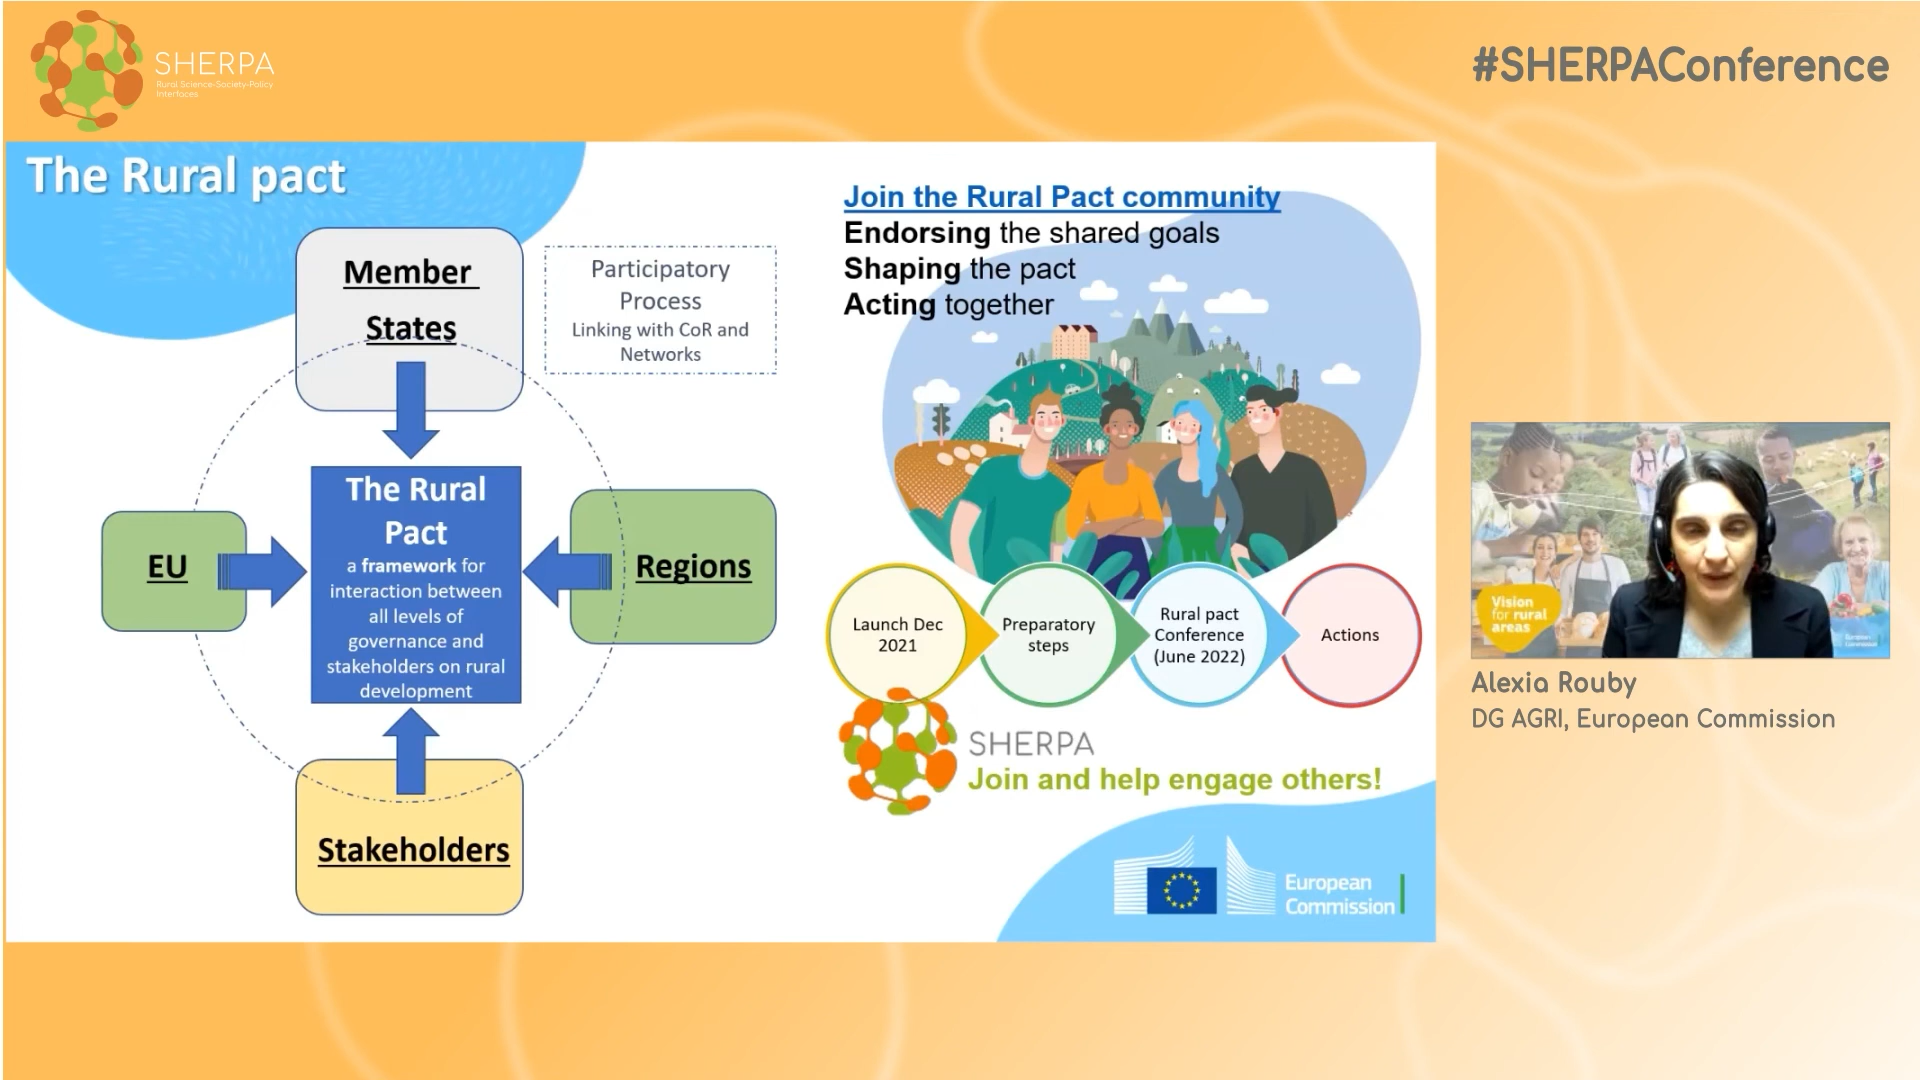 SHERPA
Rural Science-Society-Policy
Interfaces
#SHERPAConference
The Rural pact
Member
States
Participatory
Process
Linking with CoR and
Networks
EU
The Rural
Pact
a framework for
interaction between
all levels of
governance and
stakeholders on rural
development
Regions
Stakeholders
Join the Rural Pact community
Endorsing the shared goals
Shaping the pact
Acting together
Launch Dec
2021
Preparatory
steps
Rural pact
Conference
(June 2022)
Actions
SHERPA
Join and help engage others!
European
Commission
Vision
for rural
areas
European
Commission
Alexia Rouby
DG AGRI, European Commission